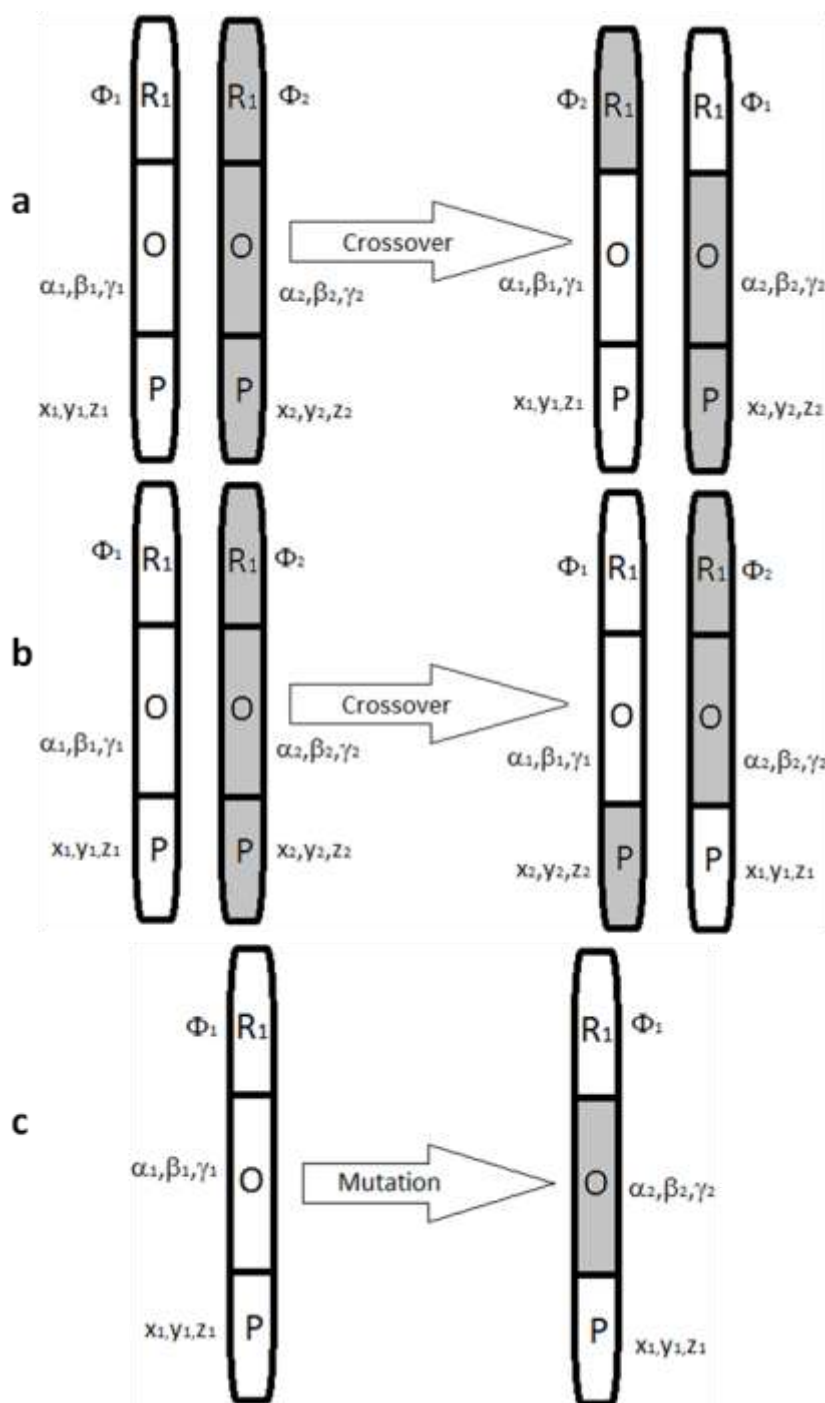 Φ₁ R₁ R₁ Φ₂ Φ₂ R₁ R₁ Φ₁
a
O O Crossover O O
α₁,β₁,γ₁ α₂,β₂,γ₂ α₁,β₁,γ₁ α₂,β₂,γ₂
x₁,y₁,z₁ P P x₂,y₂,z₂ x₁,y₁,z₁ P P x₂,y₂,z₂
Φ₁ R₁ R₁ Φ₂ Φ₁ R₁ R₁ Φ₂
b
O O Crossover O O
α₁,β₁,γ₁ α₂,β₂,γ₂ α₁,β₁,γ₁ α₂,β₂,γ₂
x₁,y₁,z₁ P P x₂,y₂,z₂ x₂,y₂,z₂ P P x₁,y₁,z₁
Φ₁ R₁ R₁ Φ₁
c
α₁,β₁,γ₁ O Mutation O α₂,β₂,γ₂
x₁,y₁,z₁ P P x₁,y₁,z₁